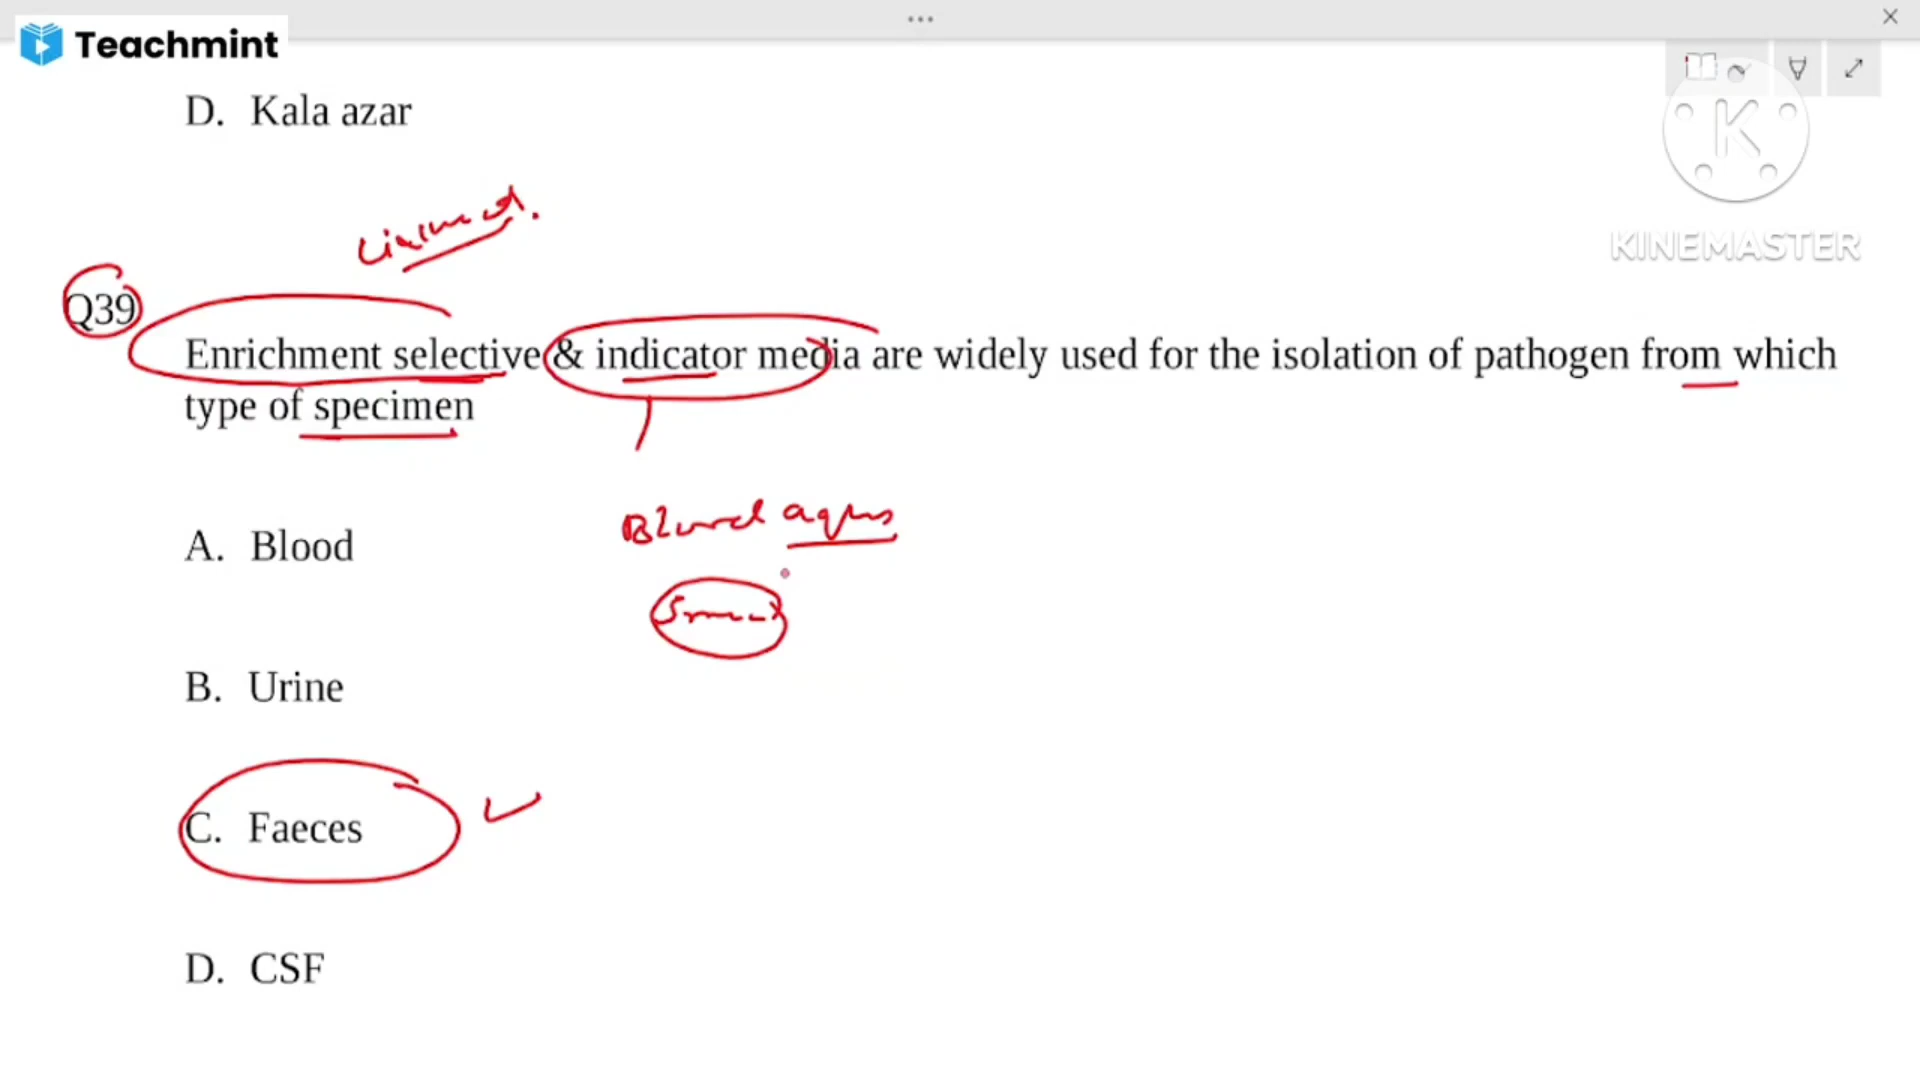 Teachmint
D. Kala azar
KINEMASTER
Q39
Enrichment selective & indicator media are widely used for the isolation of pathogen from which
type of specimen
Blood
A. Blood
B. Urine
C. Faeces
D. CSF